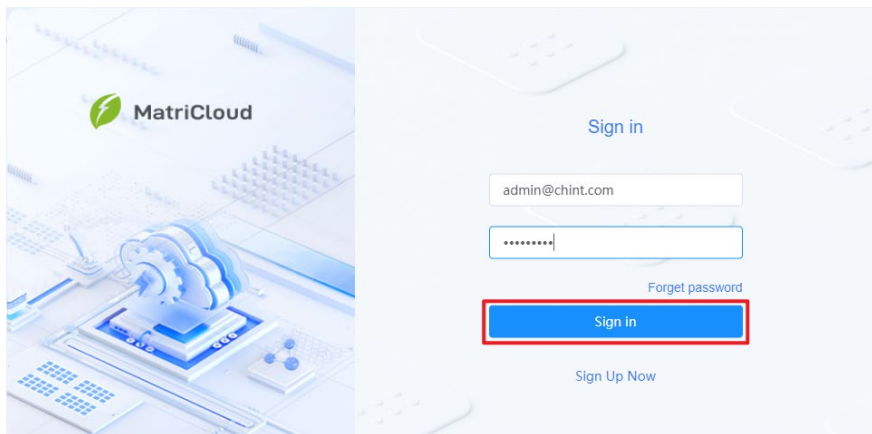 MatriCloud
Sign in
admin@chint.com
•••••••••
Forget password
Sign in
Sign Up Now